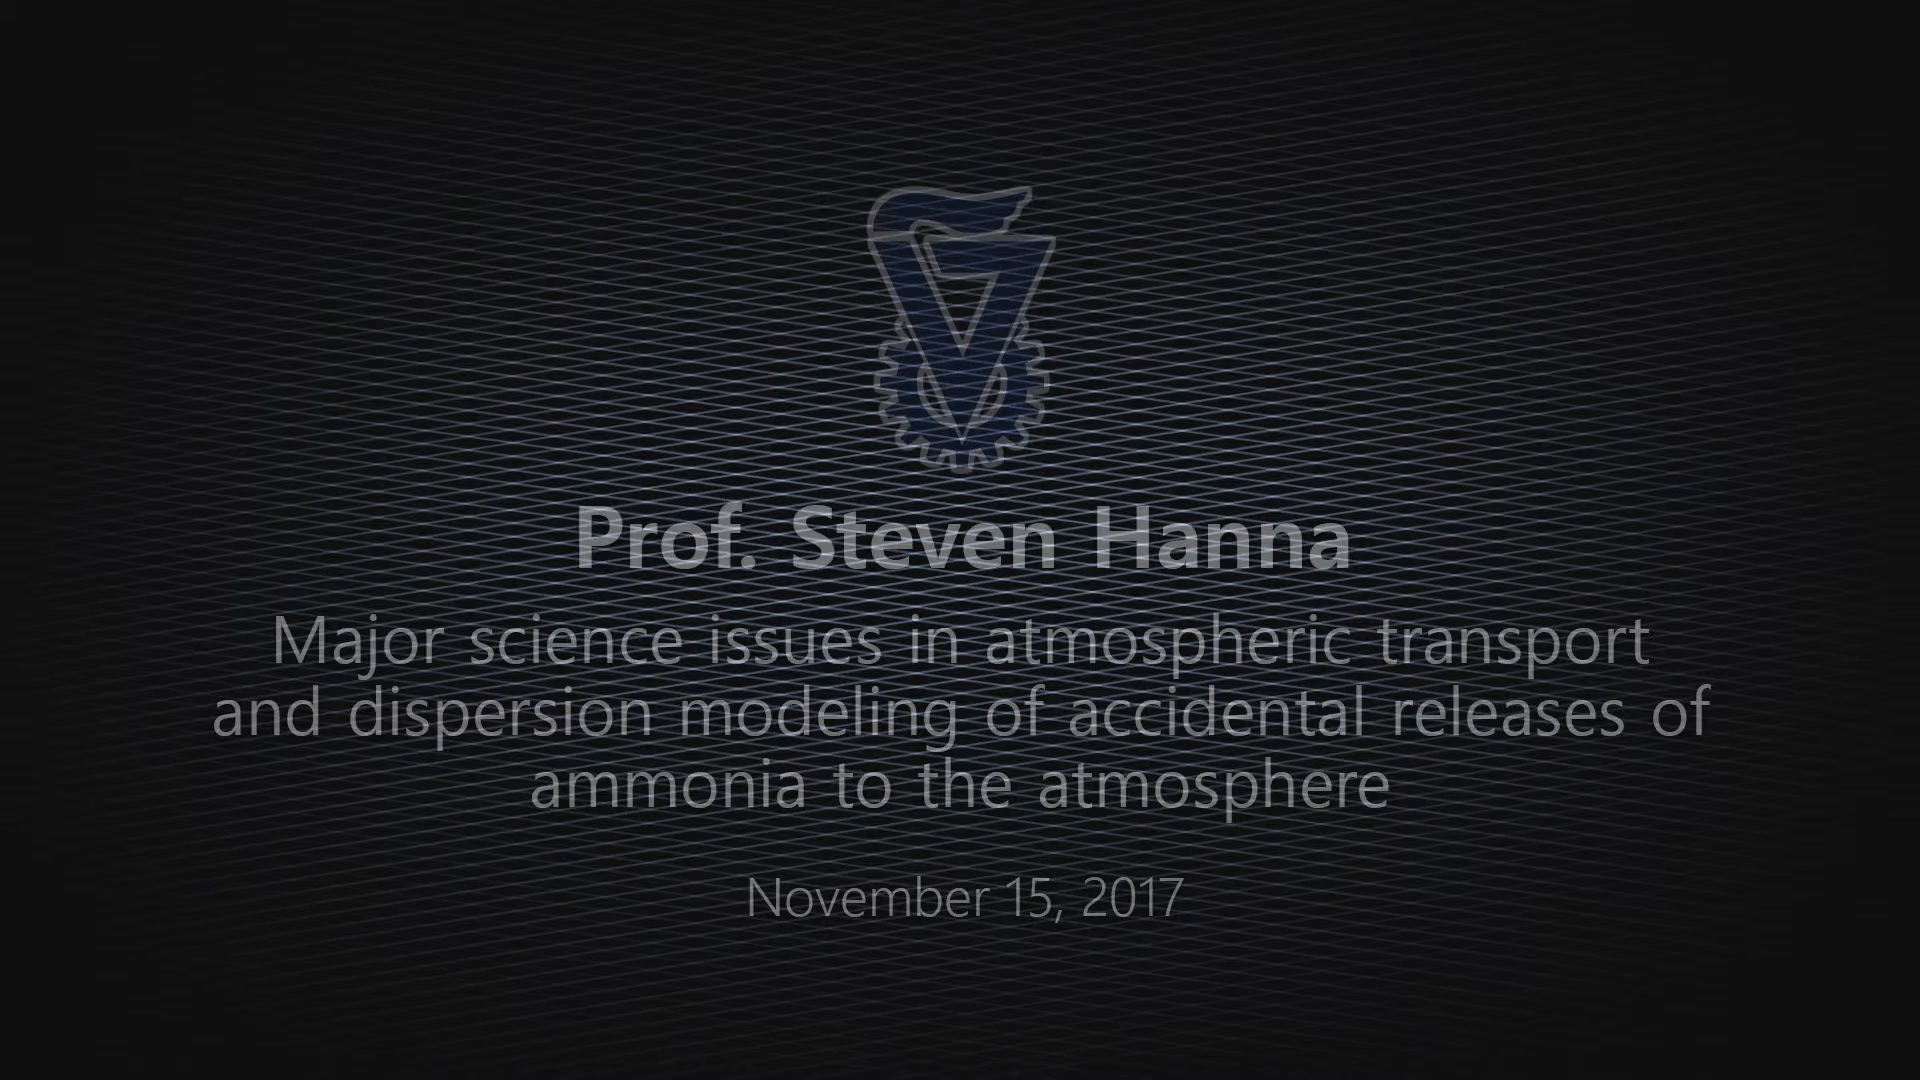 Prof. Steven Hanna
Major science issues in atmospheric transport
and dispersion modeling of accidental releases of
ammonia to the atmosphere
November 15, 2017